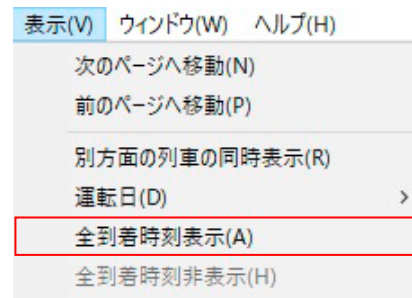 表示(V) ウィンドウ(W) ヘルプ(H)
次のページへ移動(N)
前のページへ移動(P)
別方面の列車の同時表示(R)
運転日(D) >
全到着時刻表示(A)
全到着時刻非表示(H)